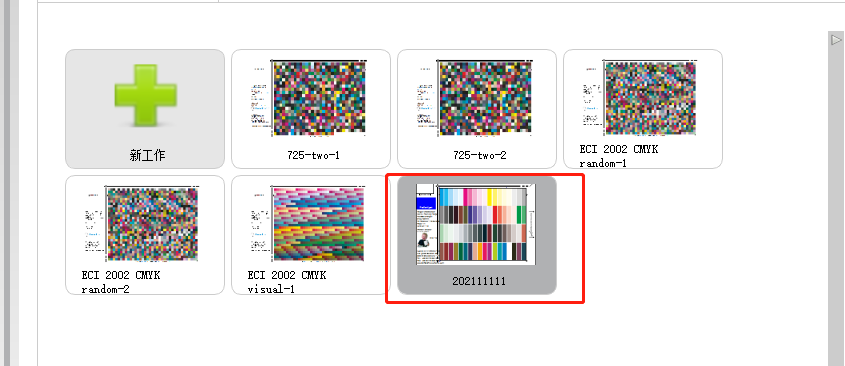 新工作
725-two-1
725-two-2
ECI 2002 CMYK
random-1
ECI 2002 CMYK
random-2
ECI 2002 CMYK
visual-1
202111111